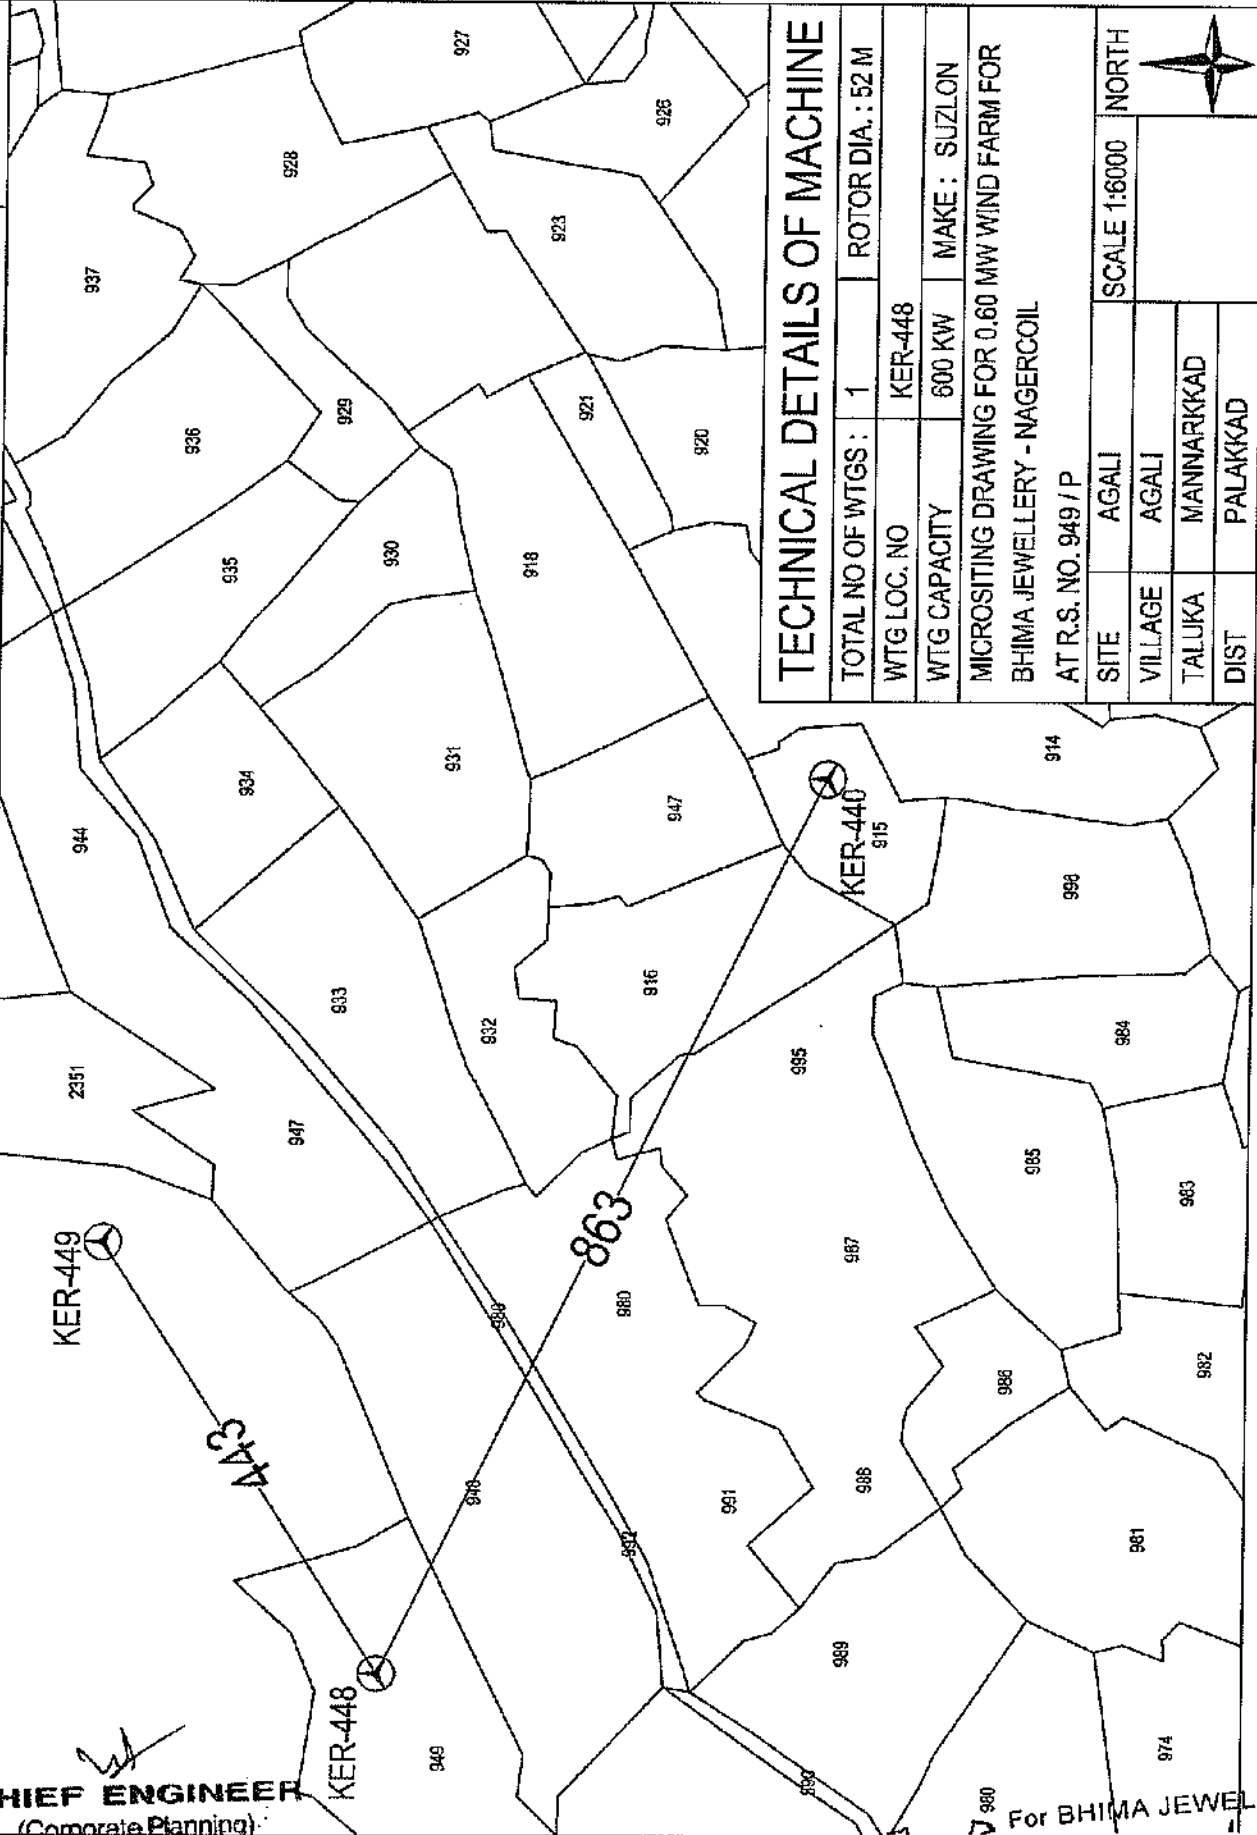 TECHNICAL DETAILS OF MACHINE
TOTAL NO OF WTGS : 1 ROTOR DIA. : 52 M
WTG LOC. NO KER-448
WTG CAPACITY 600 KW MAKE : SUZLON
MICROSITING DRAWING FOR 0.60 MW WIND FARM FOR
BHIMA JEWELLERY - NAGERCOIL
AT R.S. NO. 949 / P
SITE AGALI SCALE 1:6000 NORTH
VILLAGE AGALI
TALUKA MANNARKKAD
DIST PALAKKAD
KER-449
443
KER-448
863
KER-440
927
928
926
937
923
936
929
921
920
935
930
918
934
931
944
947
915
914
998
933
932
916
2351
947
995
984
985
983
980
987
982
986
991
988
981
989
949
974
980
HIEF ENGINEER
(Corporate Planning)
For BHIMA JEWEL